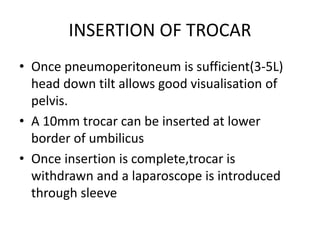 INSERTION OF TROCAR
• Once pneumoperitoneum is sufficient(3-5L)
head down tilt allows good visualisation of
pelvis.
• A 10mm trocar can be inserted at lower
border of umbilicus
• Once insertion is complete,trocar is
withdrawn and a laparoscope is introduced
through sleeve